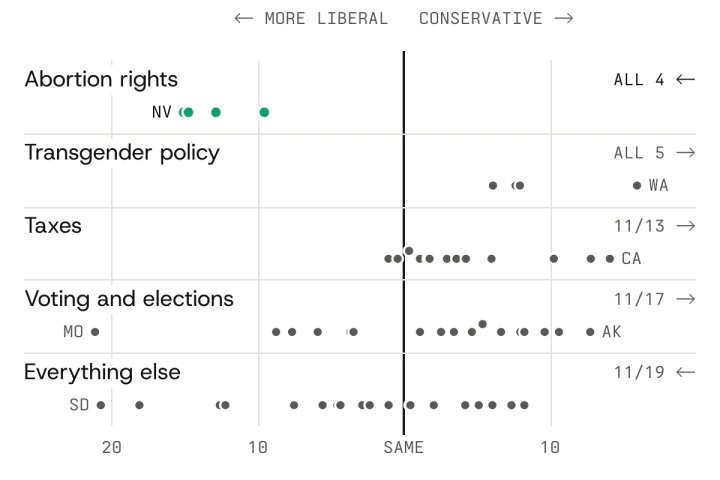 ← MORE LIBERAL CONSERVATIVE →
Abortion rights ALL 4 ←
NV
Transgender policy ALL 5 →
WA
Taxes 11/13 →
CA
Voting and elections 11/17 →
MO AK
Everything else 11/19 ←
SD
20 10 SAME 10